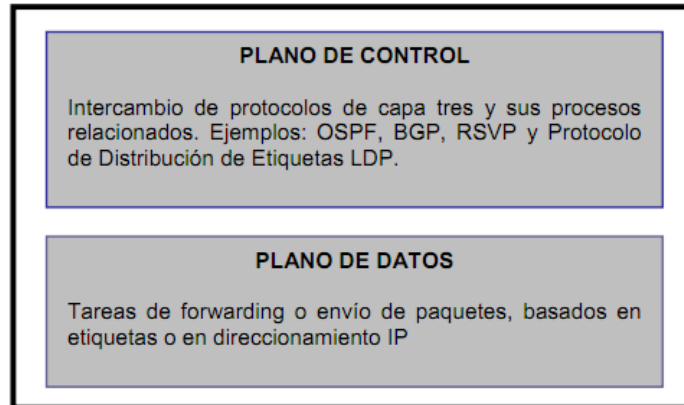 PLANO DE CONTROL
Intercambio de protocolos de capa tres y sus procesos
relacionados. Ejemplos: OSPF, BGP, RSVP y Protocolo
de Distribución de Etiquetas LDP.
PLANO DE DATOS
Tareas de forwarding o envío de paquetes, basados en
etiquetas o en direccionamiento IP